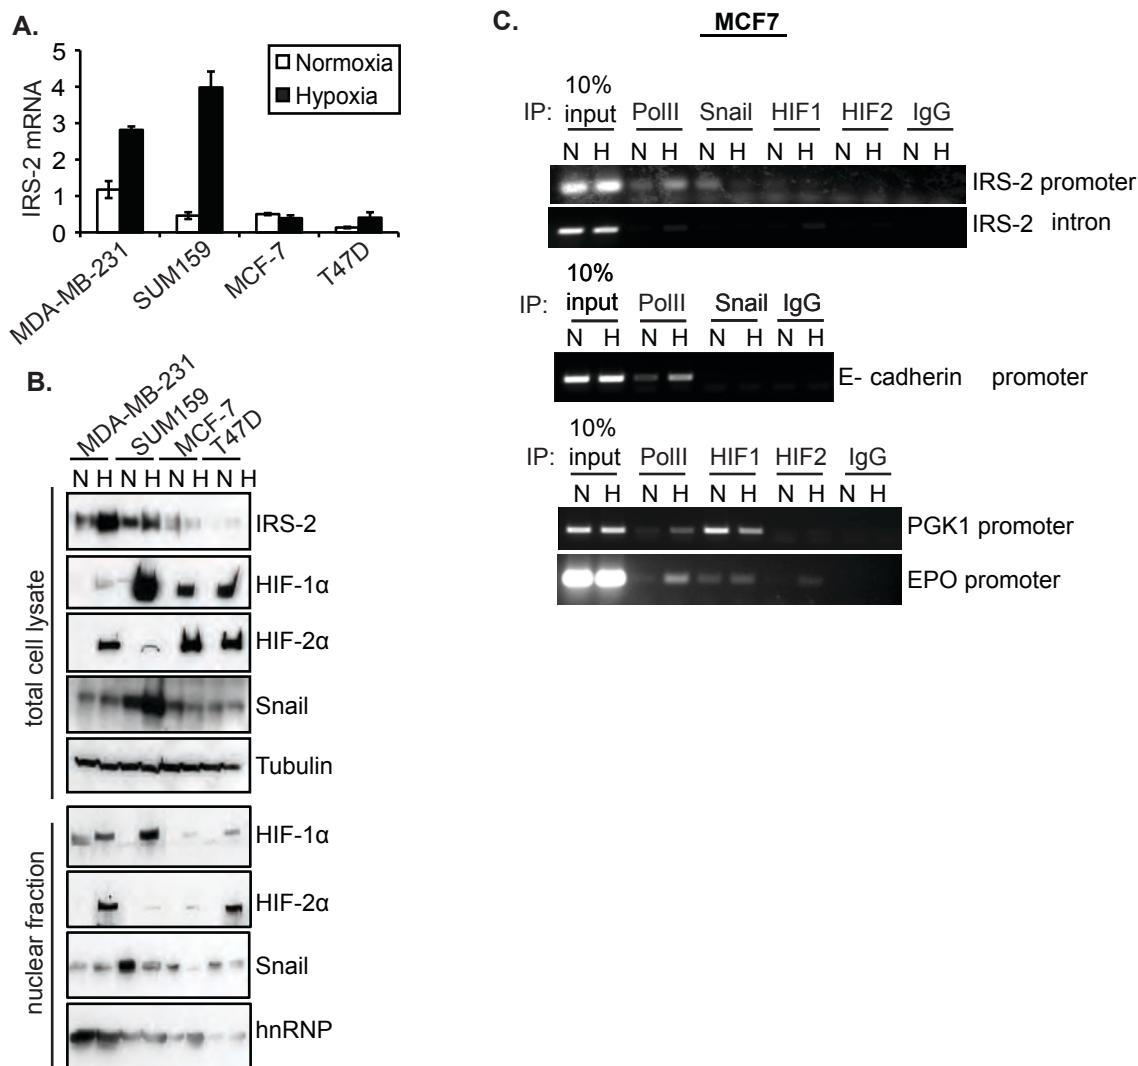 A.
5
4
3
2
1
0
IRS-2 mRNA
Normoxia
Hypoxia
MDA-MB-231
SUM159
MCF-7
T47D
B.
MDA-MB-231
SUM159
MCF-7
T47D
N H N H N H N H
total cell lysate
IRS-2
HIF-1α
HIF-2α
Snail
Tubulin
nuclear fraction
HIF-1α
HIF-2α
Snail
hnRNP
C.
MCF7
10%
IP: input PolII Snail HIF1 HIF2 IgG
N H N H N H N H N H N H
IRS-2 promoter
IRS-2 intron
10%
IP: input PolII Snail IgG
N H N H N H N H
E- cadherin promoter
10%
IP: input PolII HIF1 HIF2 IgG
N H N H N H N H N H
PGK1 promoter
EPO promoter